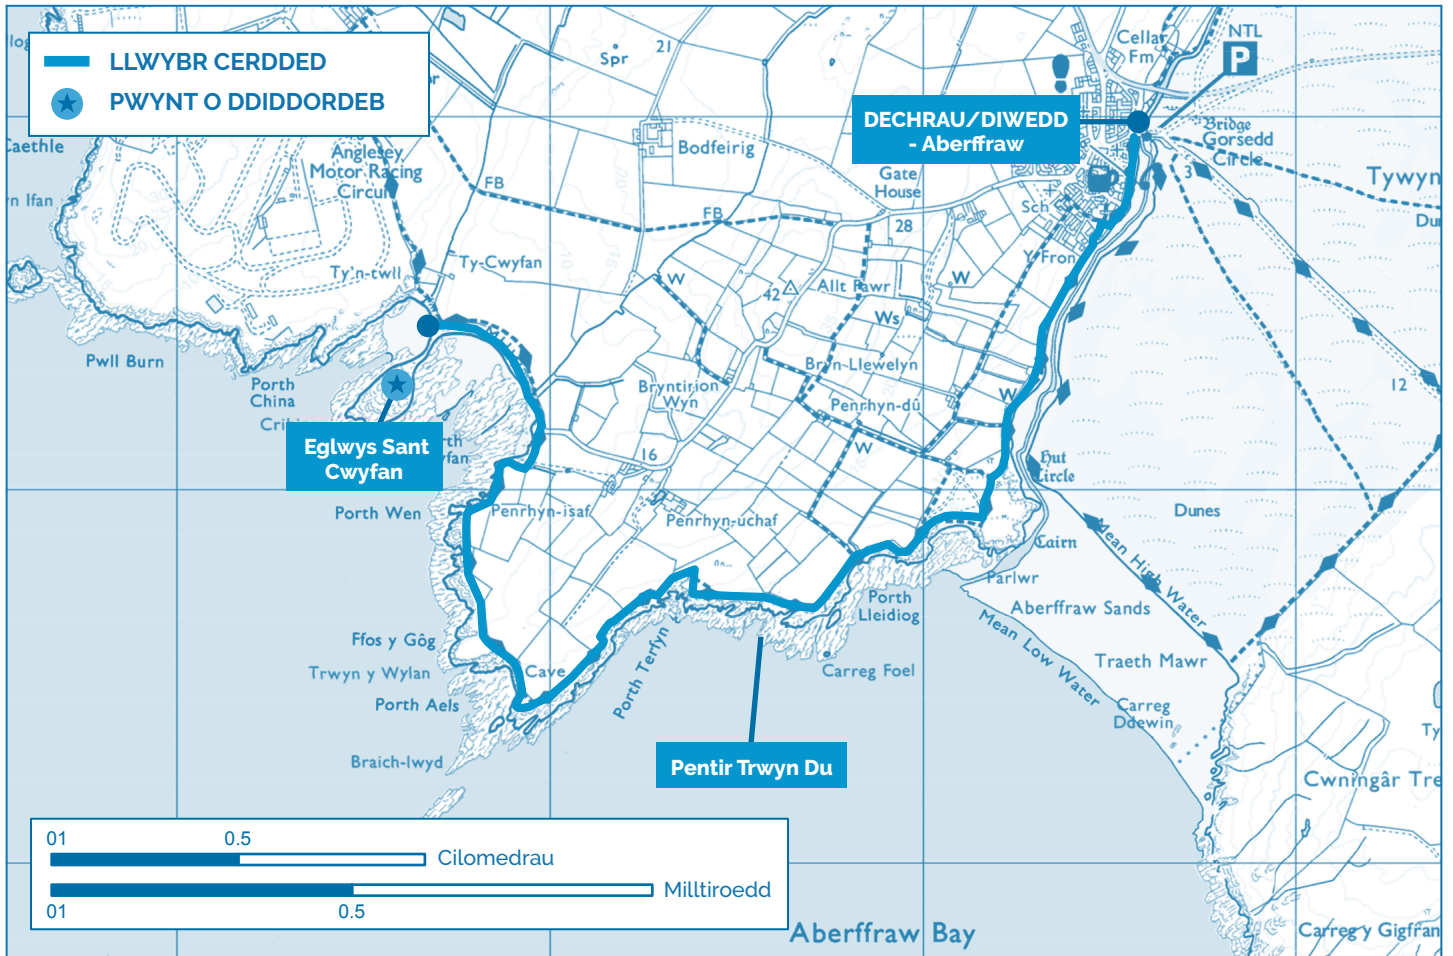 LLWYBR CERDDED
PWYNT O DDIDDORDEB
Caethle
Anglesey
Motor Racing
Circuit
Spr
21
Bodfeirig
FB
FB
Cellar
Fm
NTL
P
DECHRAU/DIWEDD
- Aberffraw
Bridge
Gorsedd
Circle
3
Tywyn
Gate
House
Sch
28
Y Fron
Ty'n-twll
Ty-Cwyfan
W
42
Allt Fawr
W
Ws
Pwll Burn
Porth
China
Bryntirion
Wyn
Bryn-Llewelyn
Penrhyn-dû
W
12
Eglwys Sant
Cwyfan
16
W
Hut
Circle
Porth Wen
Penrhyn-isaf
Penrhyn-uchaf
Dunes
Cairn
Mean High Water
Parlwr
Porth
Lleidiog
Aberffraw Sands
Mean Low Water
Ffos y Gôg
Trwyn y Wylan
Cave
Porth Terfyn
Carreg Foel
Traeth Mawr
Porth Aels
Carreg
Ddewin
Braich-lwyd
Pentir Trwyn Du
Cwningâr Tre
01
0.5
Cilomedrau
Milltiroedd
01
0.5
Aberffraw Bay
Carreg y Gigfran